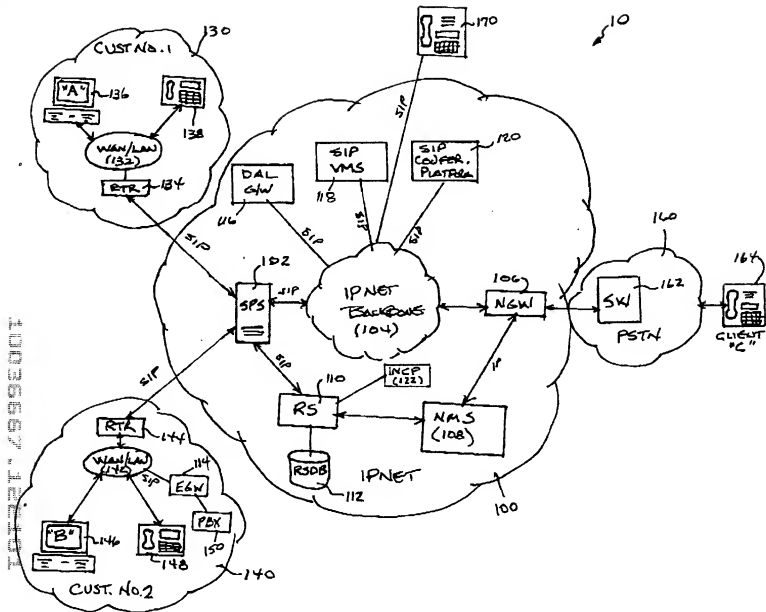 10
CUST NO. 1
130
"A"
136
138
WAN/LAN
(132)
RTR
134
SIP
170
SIP
DAL
G/W
116
SIP
SIP
VMS
118
SIP
SIP
CONFER.
PLATFORM
120
SIP
102
SPS
SIP
IPNET
BACKBONE
(104)
106
NGW
160
SW
162
PSTN
164
CLIENT
"C"
SIP
SIP
110
RS
INCP (122)
IP
NMS
(108)
RSDB
112
IPNET
100
RTR
144
WAN/LAN
SIP
114
EGW
PBX
150
"B"
146
148
140
CUST. NO. 2
10036667 . 122101